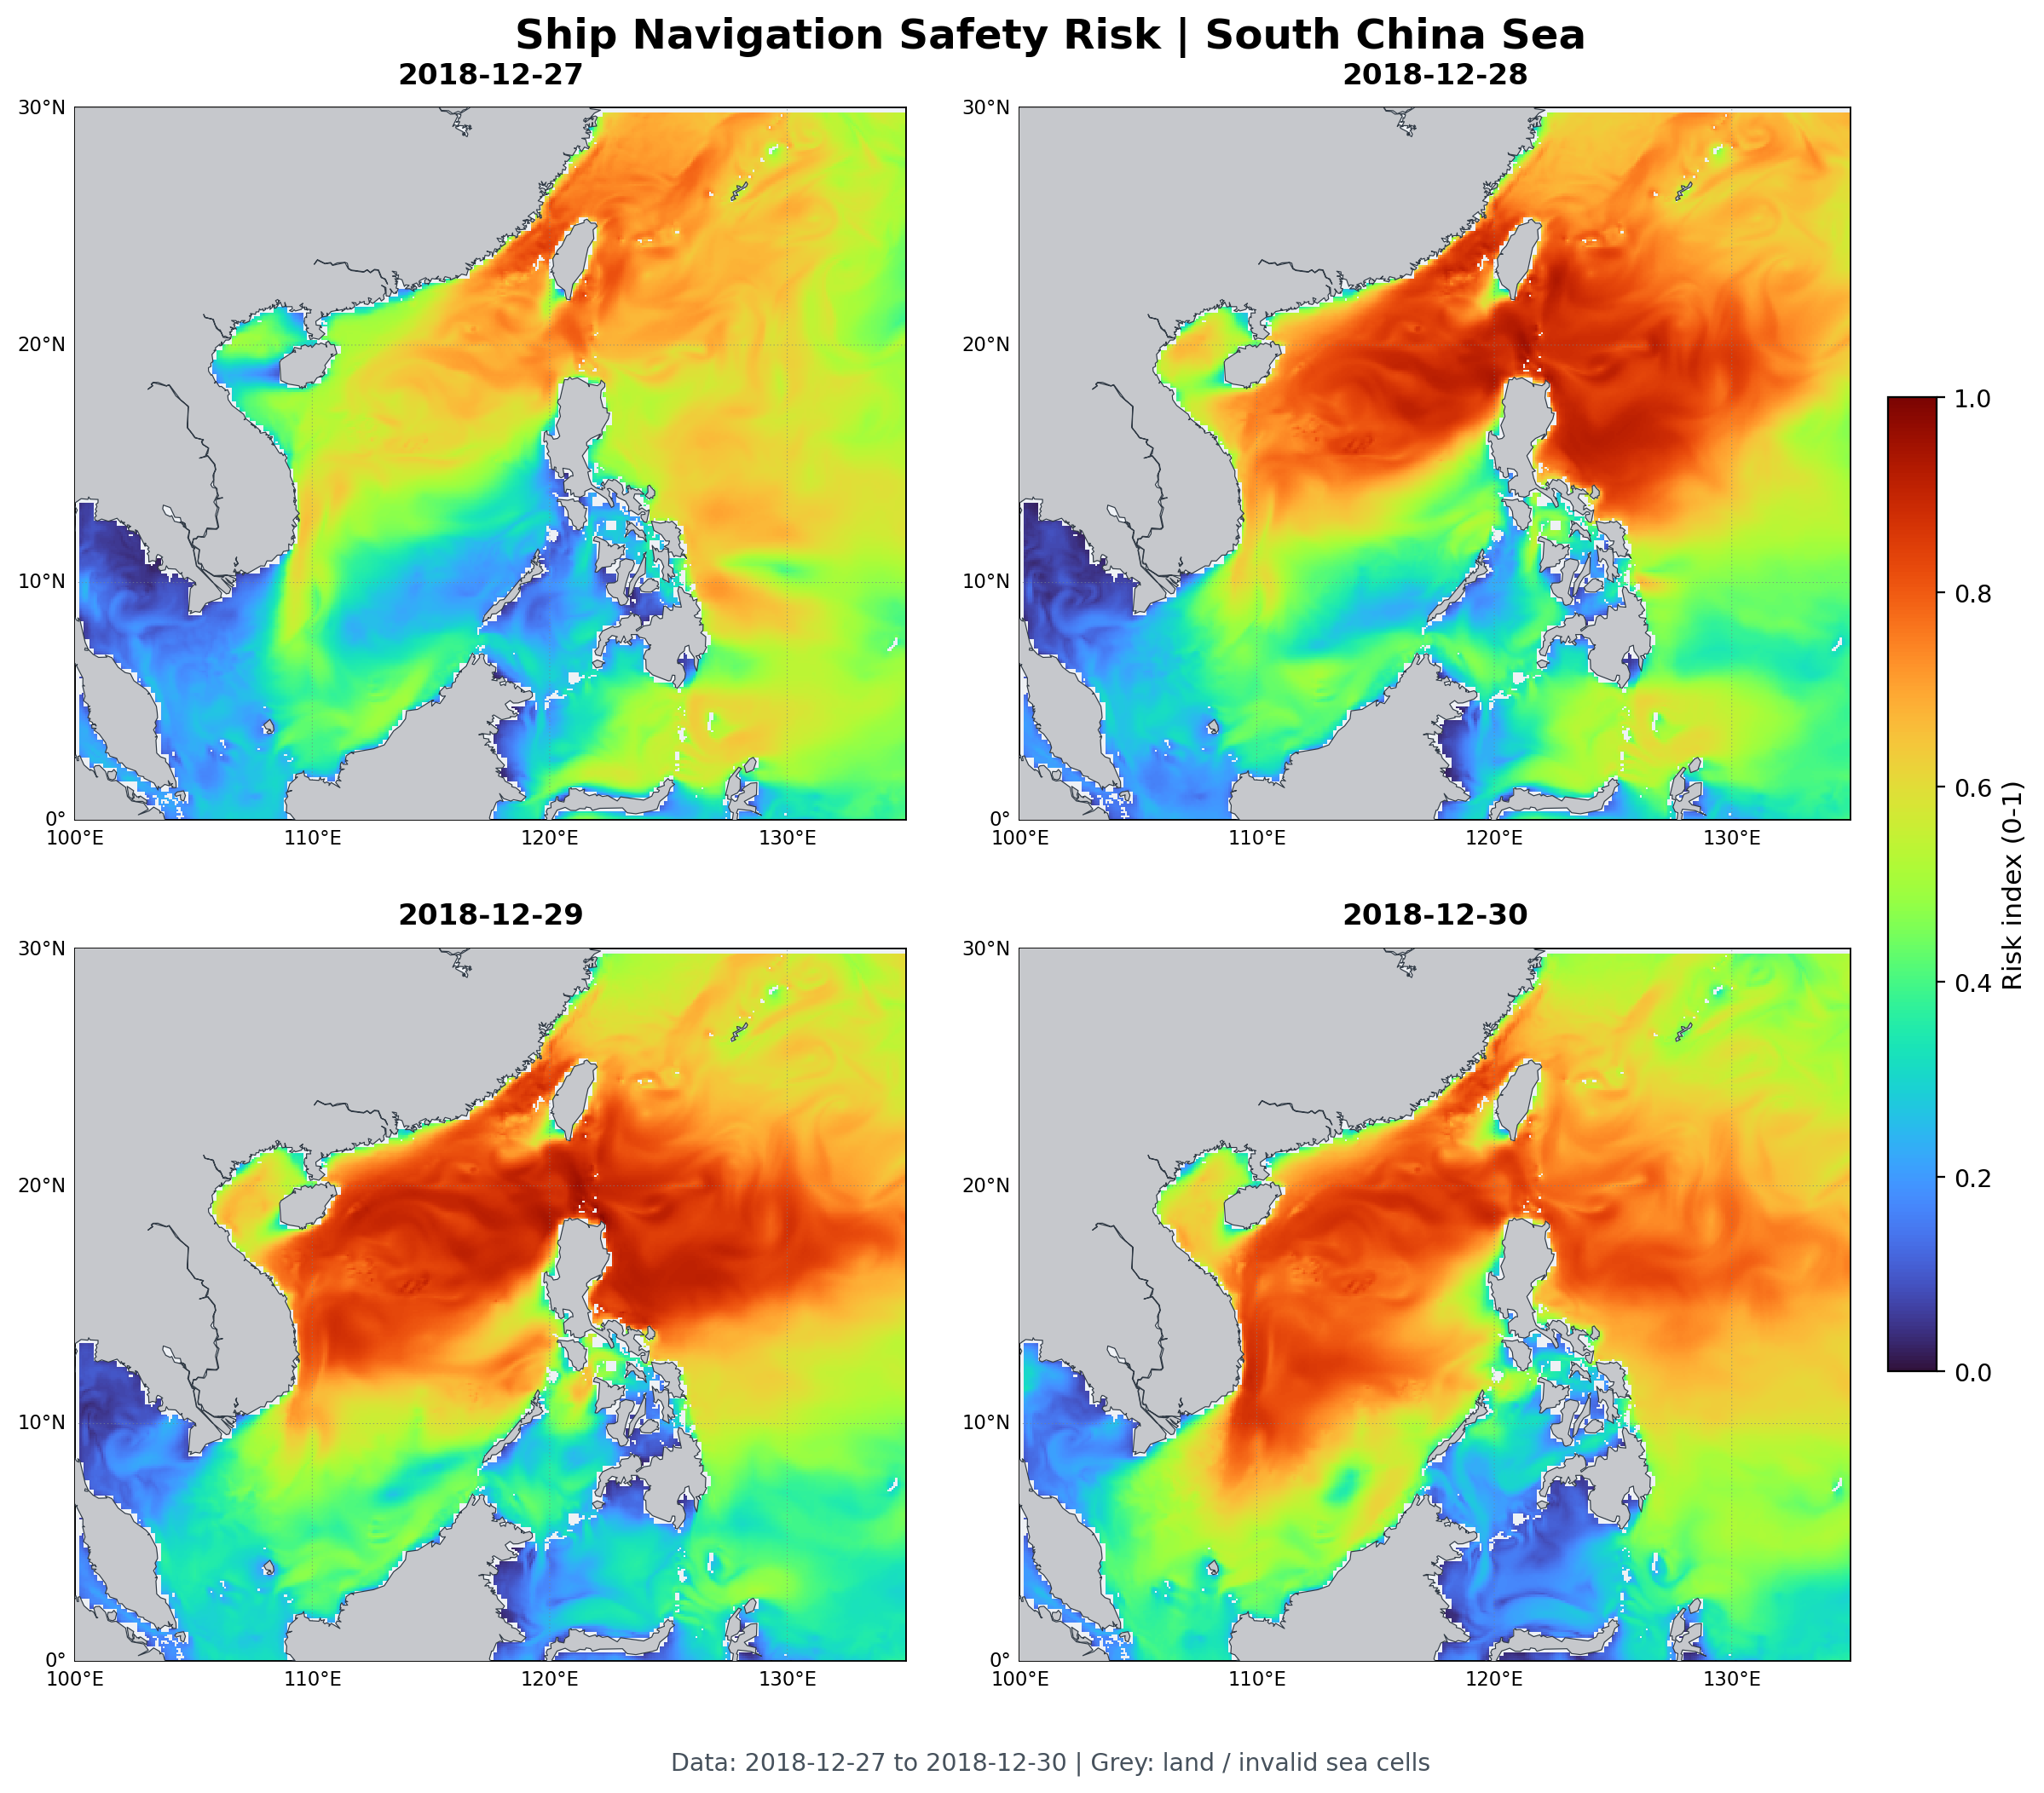 Ship Navigation Safety Risk | South China Sea
2018-12-27
30°N
20°N
10°N
0°
100°E
110°E
120°E
130°E
2018-12-28
30°N
20°N
10°N
0°
100°E
110°E
120°E
130°E
2018-12-29
30°N
20°N
10°N
0°
100°E
110°E
120°E
130°E
2018-12-30
30°N
20°N
10°N
0°
100°E
110°E
120°E
130°E
1.0
0.8
0.6
0.4
0.2
0.0
Risk index (0-1)
Data: 2018-12-27 to 2018-12-30 | Grey: land / invalid sea cells